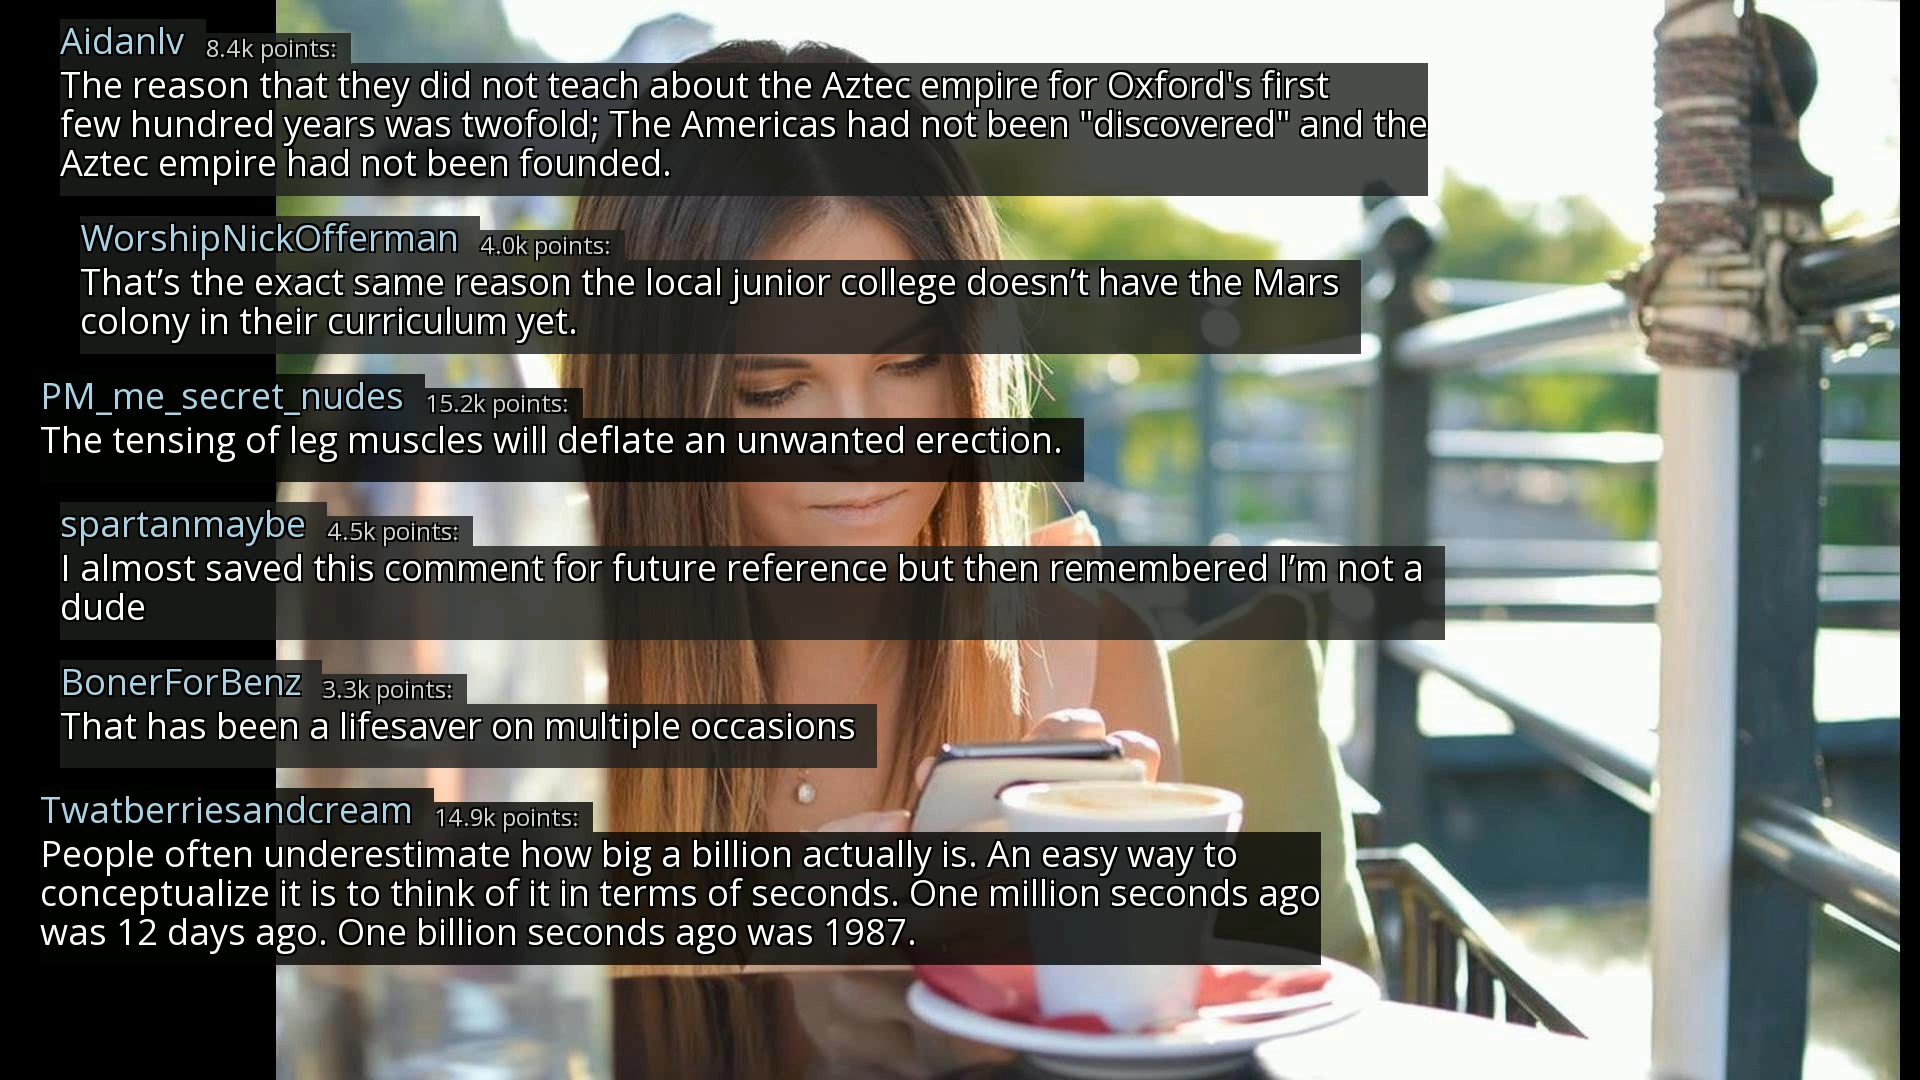 Aidanlv 8.4k points:
The reason that they did not teach about the Aztec empire for Oxford's first
few hundred years was twofold; The Americas had not been "discovered" and the
Aztec empire had not been founded.
WorshipNickOfferman 4.0k points:
That’s the exact same reason the local junior college doesn’t have the Mars
colony in their curriculum yet.
PM_me_secret_nudes 15.2k points:
The tensing of leg muscles will deflate an unwanted erection.
spartanmaybe 4.5k points:
I almost saved this comment for future reference but then remembered I’m not a
dude
BonerForBenz 3.3k points:
That has been a lifesaver on multiple occasions
Twatberriesandcream 14.9k points:
People often underestimate how big a billion actually is. An easy way to
conceptualize it is to think of it in terms of seconds. One million seconds ago
was 12 days ago. One billion seconds ago was 1987.